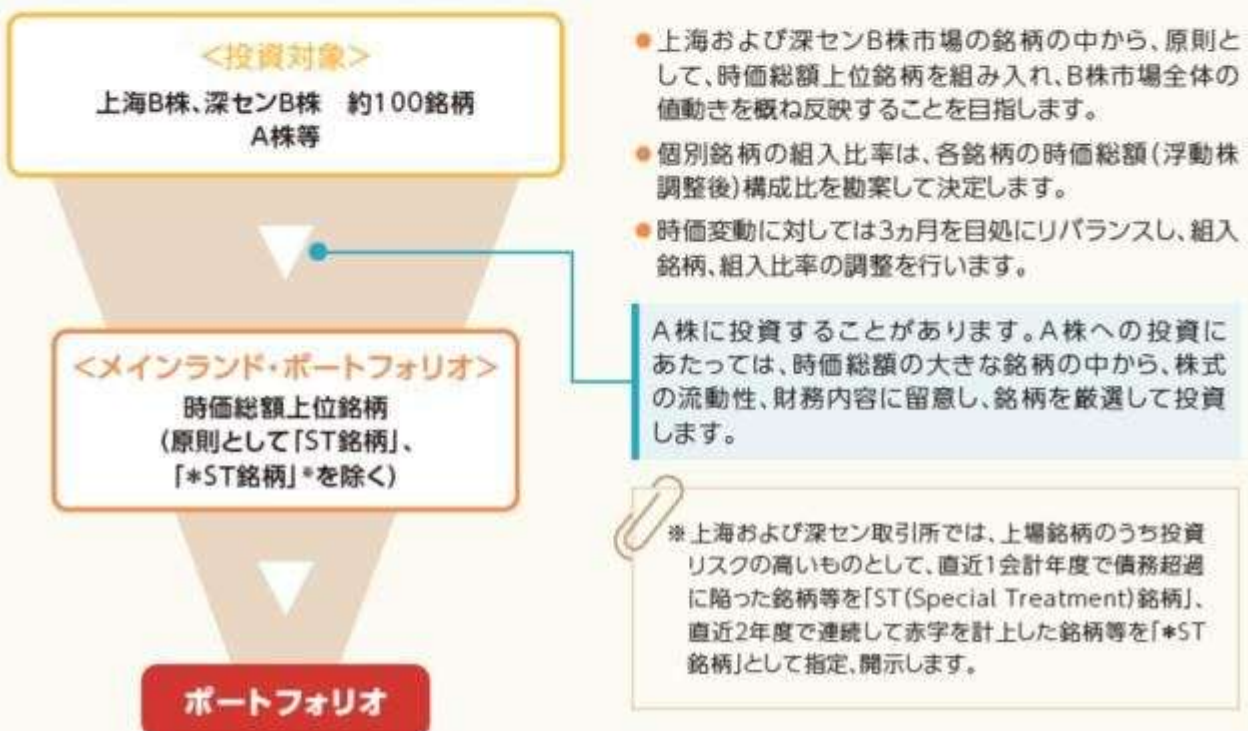 <投資対象>
上海B株、深センB株 約100銘柄
A株等
<メインランド・ポートフォリオ>
時価総額上位銘柄
(原則として「ST銘柄」、
「*ST銘柄」※を除く)
ポートフォリオ
●上海および深センB株市場の銘柄の中から、原則と
して、時価総額上位銘柄を組み入れ、B株市場全体の
値動きを概ね反映することを目指します。
●個別銘柄の組入比率は、各銘柄の時価総額(浮動株
調整後)構成比を勘案して決定します。
●時価変動に対しては3ヵ月を目処にリバランスし、組入
銘柄、組入比率の調整を行います。
A株に投資することがあります。A株への投資に
あたっては、時価総額の大きな銘柄の中から、株式
の流動性、財務内容に留意し、銘柄を厳選して投資
します。
※上海および深セン取引所では、上場銘柄のうち投資
リスクの高いものとして、直近1会計年度で債務超過
に陥った銘柄等を「ST(Special Treatment)銘柄」、
直近2年度で連続して赤字を計上した銘柄等を「*ST
銘柄」として指定、開示します。